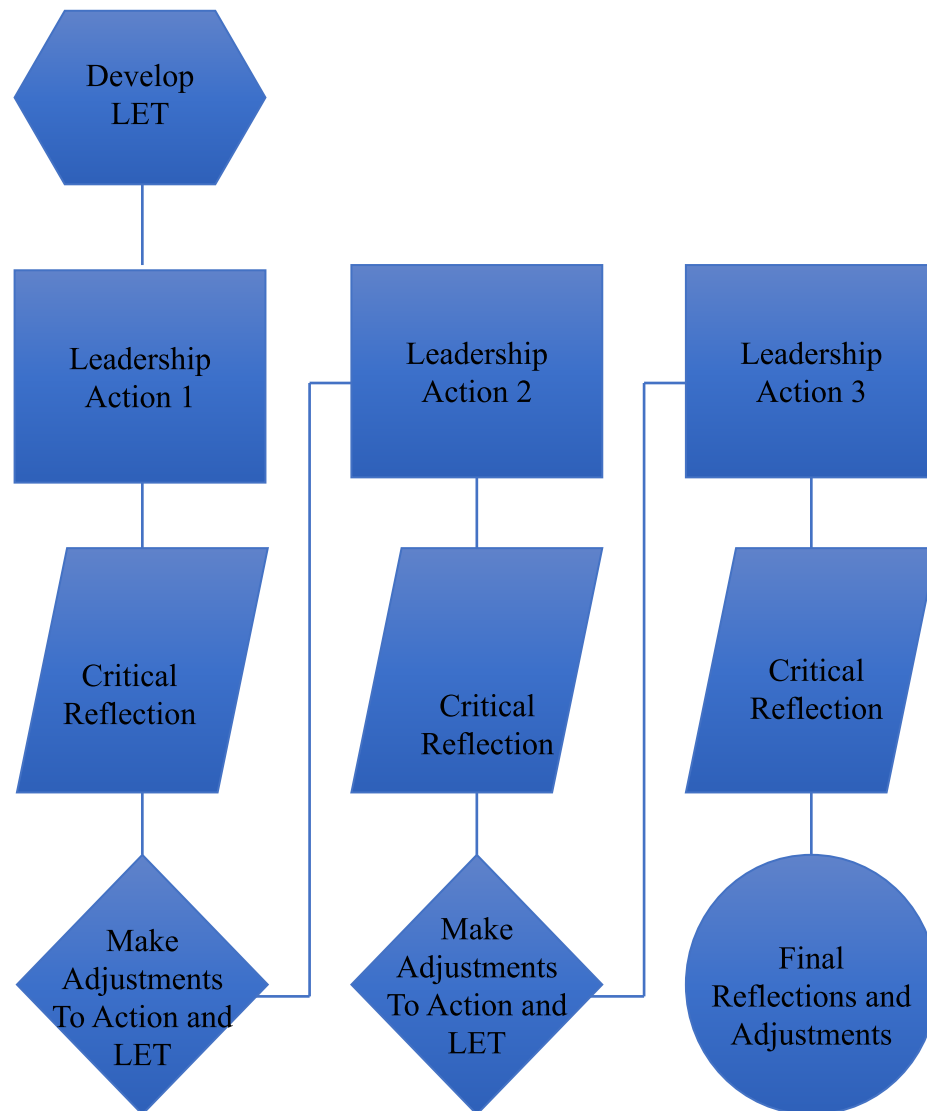 Develop
LET
Leadership
Action 1
Critical
Reflection
Make
Adjustments
To Action and
LET
Leadership
Action 2
Critical
Reflection
Make
Adjustments
To Action and
LET
Leadership
Action 3
Critical
Reflection
Final
Reflections and
Adjustments